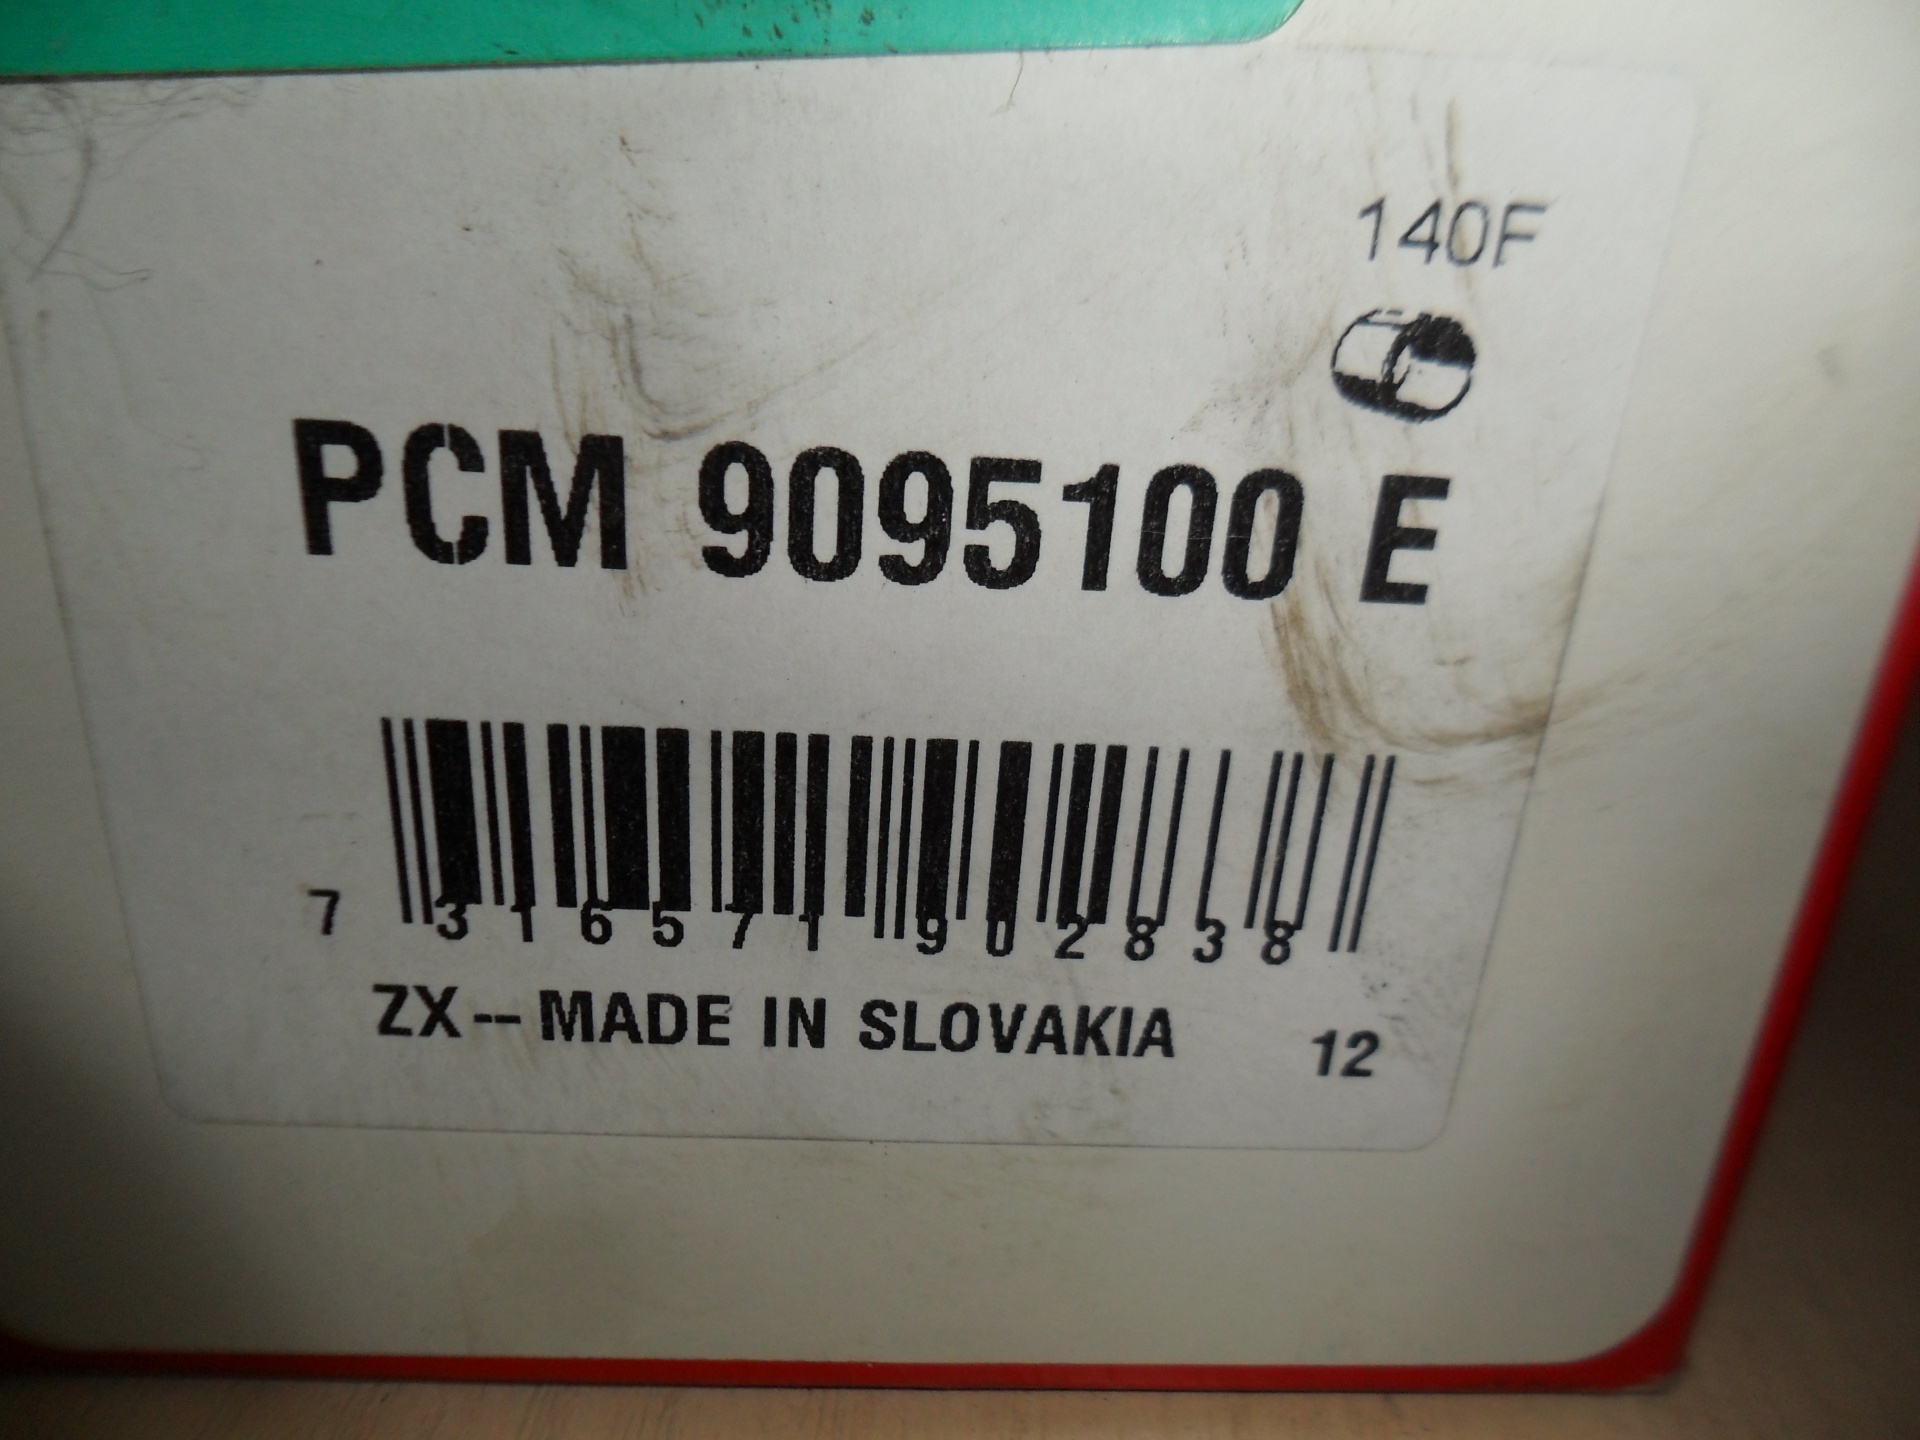 140F
PCM 9095100 E
7 316571 902838
ZX--MADE IN SLOVAKIA 12